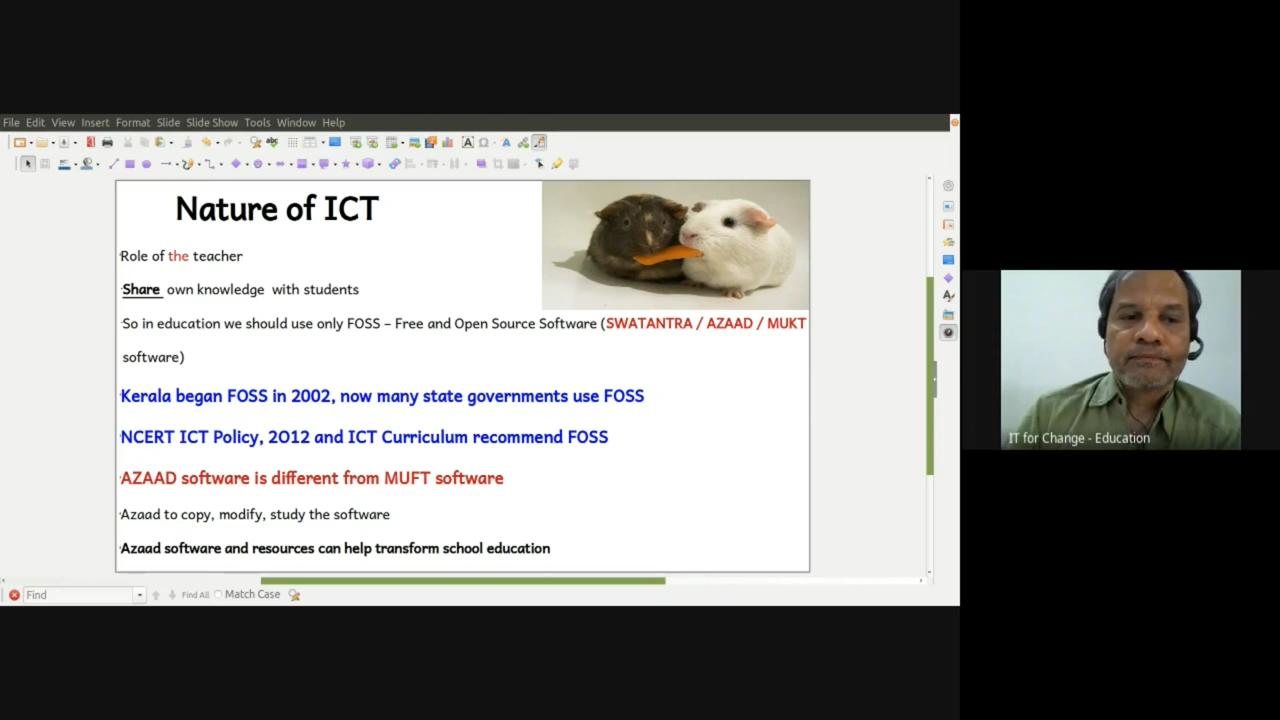 File Edit View Insert Format Slide Slide Show Tools Window Help
Nature of ICT
Role of the teacher
Share own knowledge with students
So in education we should use only FOSS – Free and Open Source Software (SWATANTRA / AZAAD / MUKT
software)
Kerala began FOSS in 2002, now many state governments use FOSS
NCERT ICT Policy, 2012 and ICT Curriculum recommend FOSS
AZAAD software is different from MUFT software
Azaad to copy, modify, study the software
Azaad software and resources can help transform school education
IT for Change - Education
Find Find All Match Case